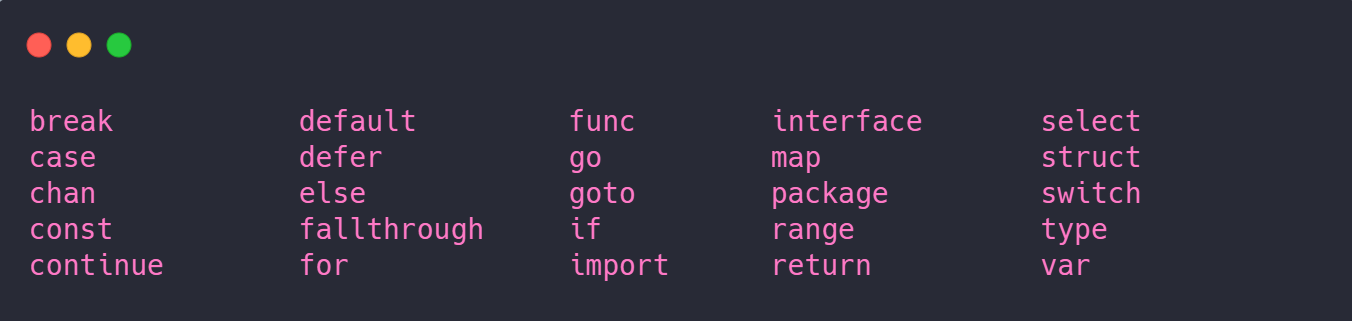 break default func interface select
case defer go map struct
chan else goto package switch
const fallthrough if range type
continue for import return var